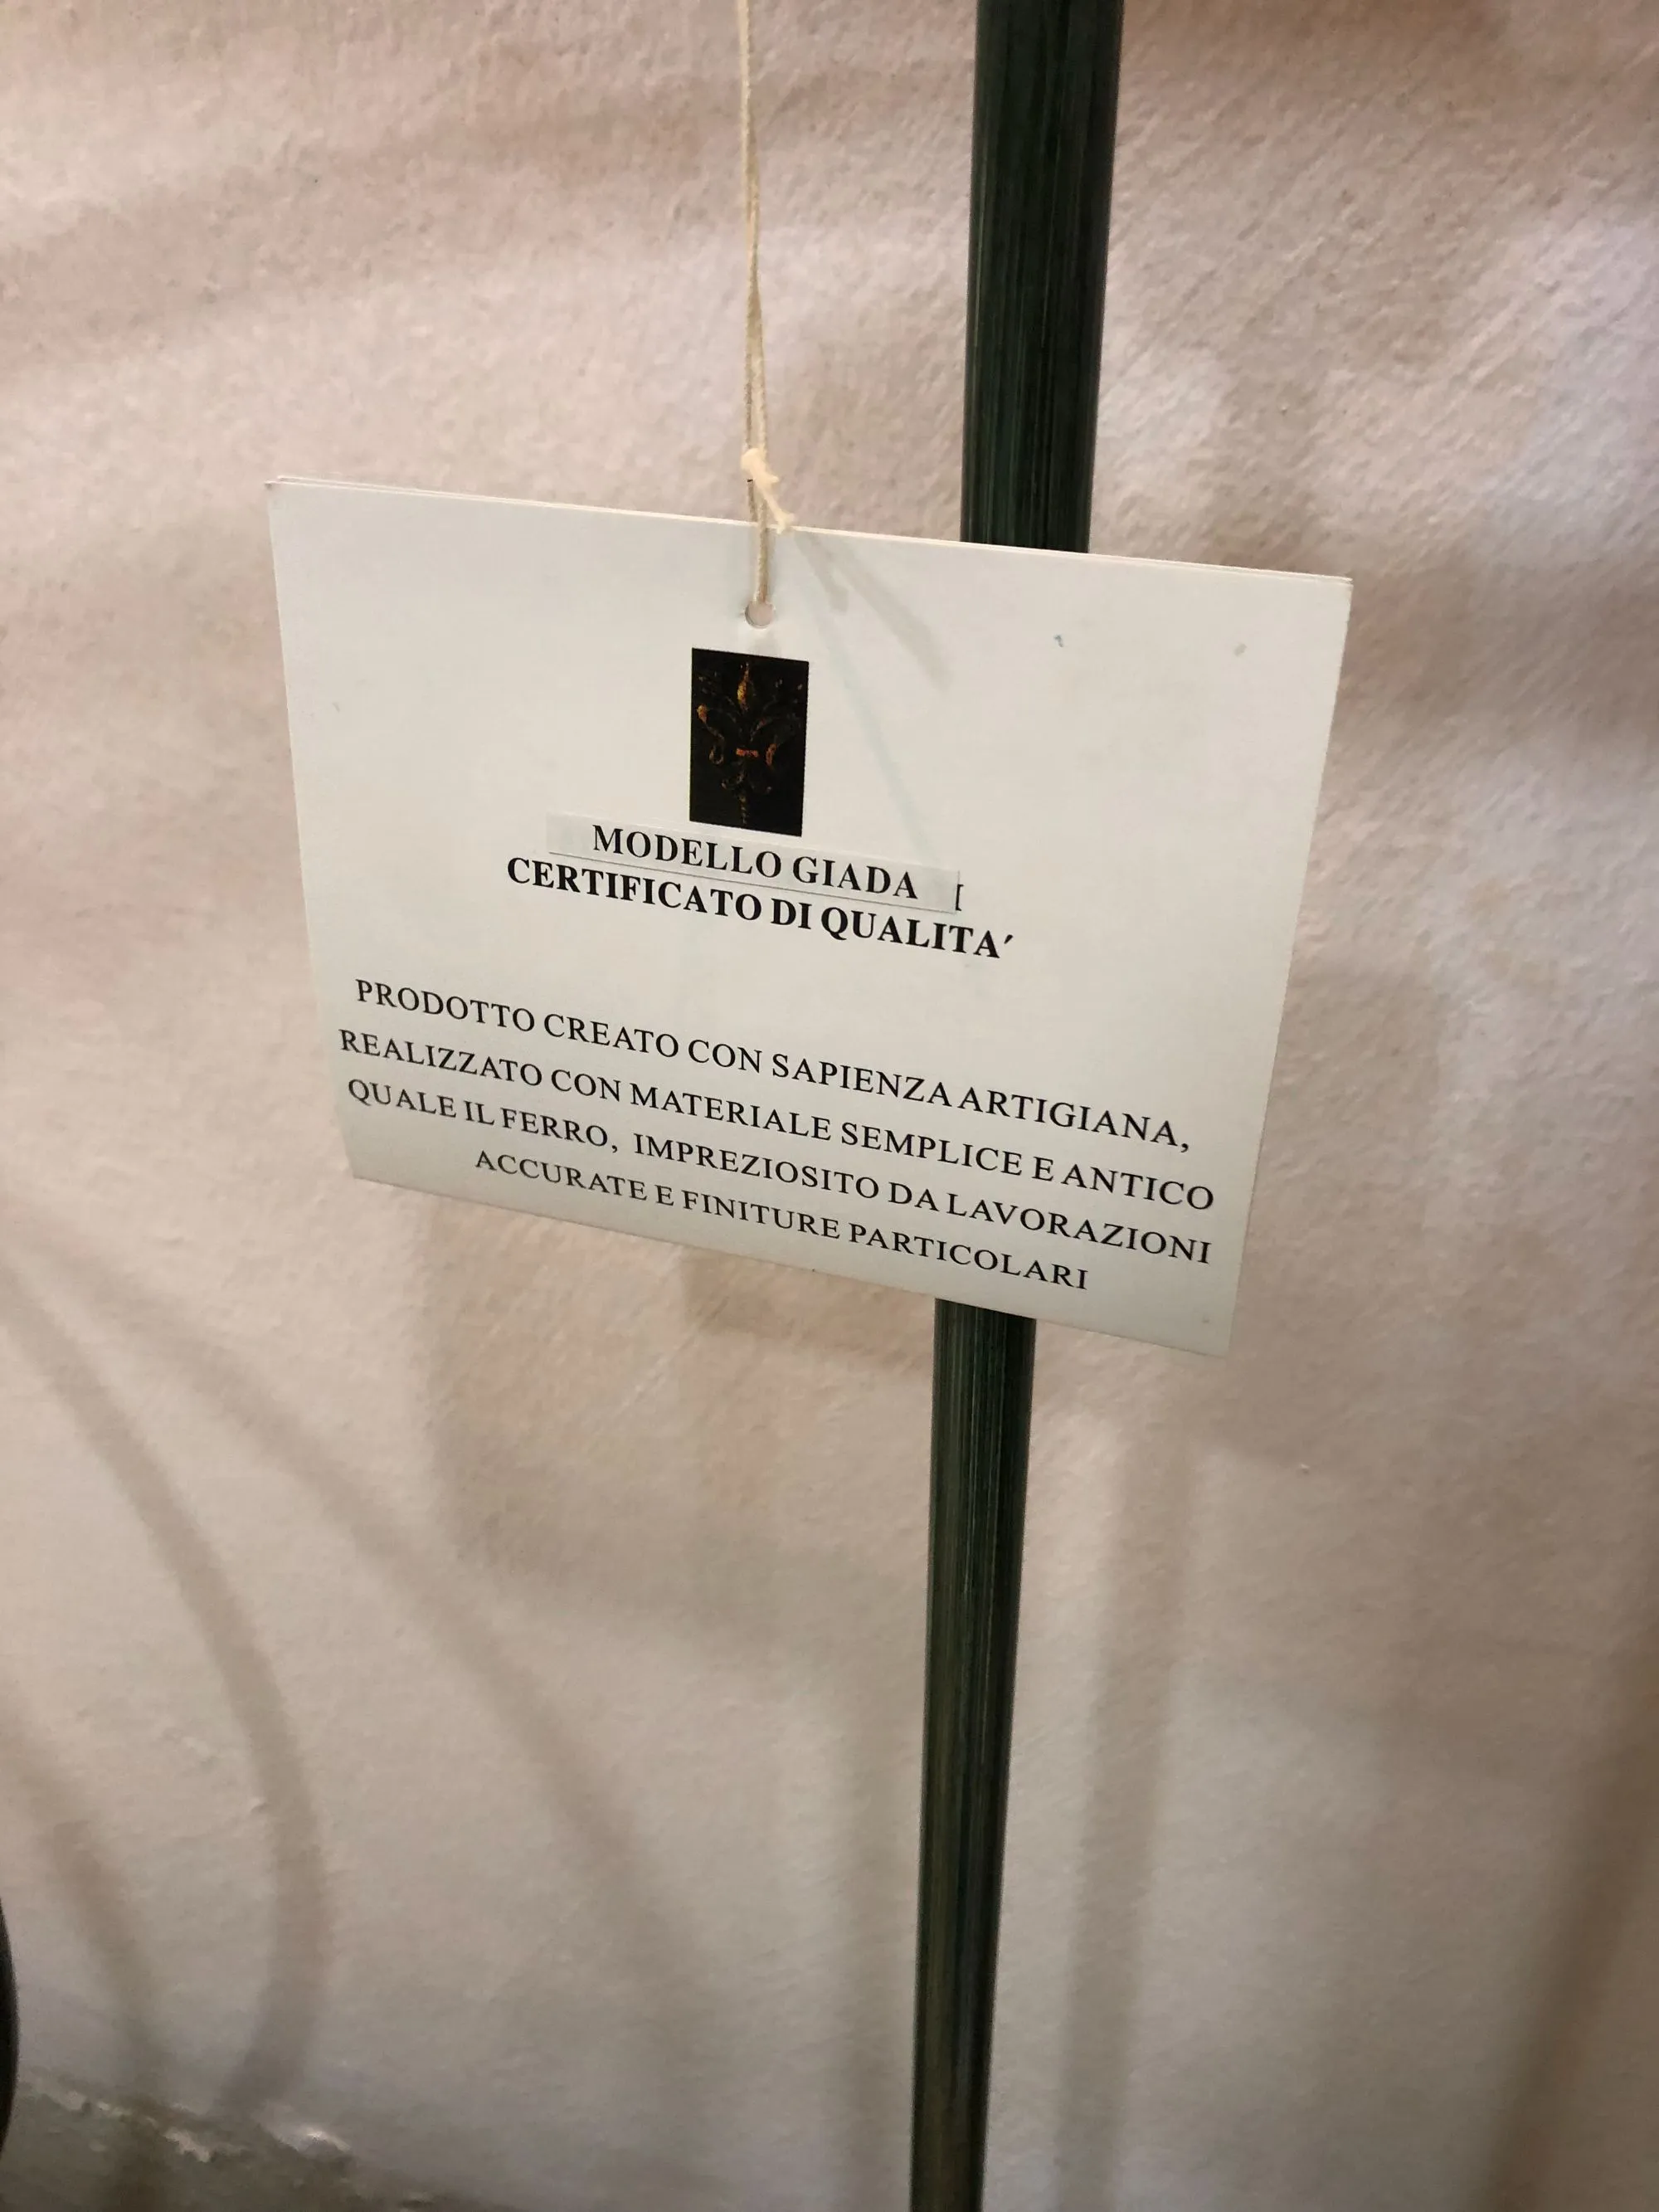 MODELLO GIADA [
CERTIFICATO DI QUALITA'
PRODOTTO CREATO CON SAPIENZA ARTIGIANA,
REALIZZATO CON MATERIALE SEMPLICE E ANTICO
QUALE IL FERRO, IMPREZIOSITO DA LAVORAZIONI
ACCURATE E FINITURE PARTICOLARI